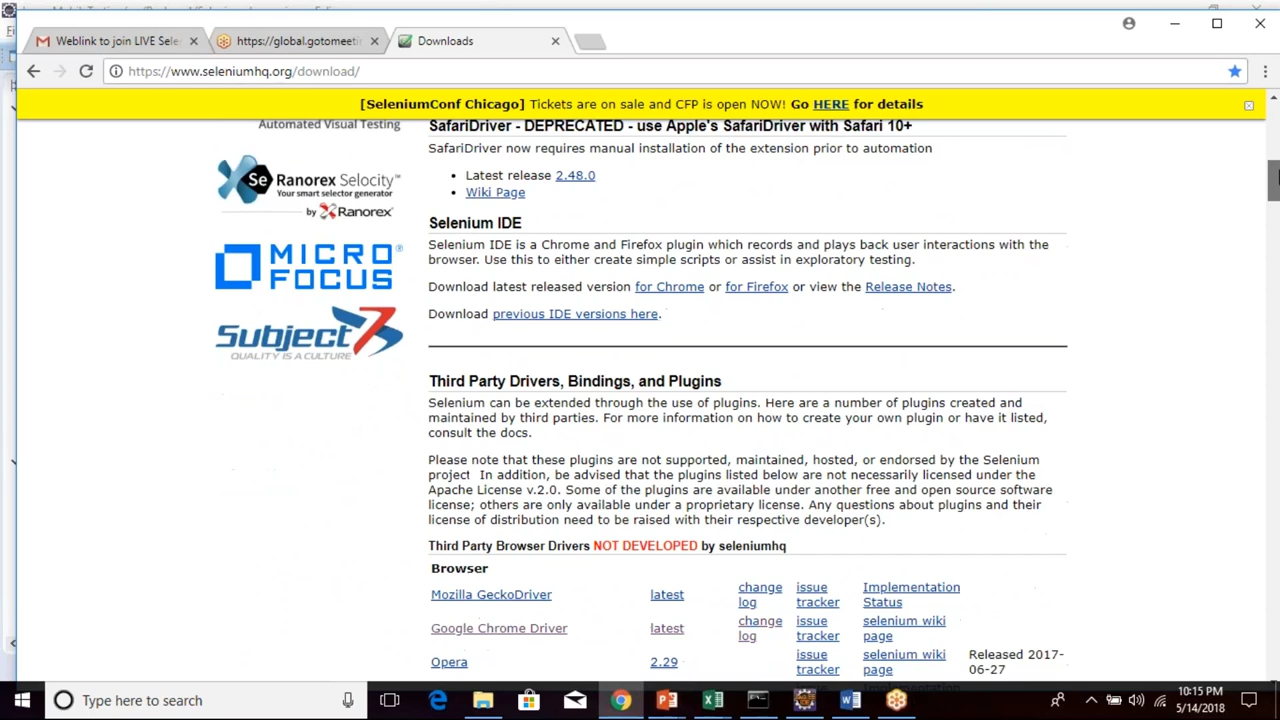 Weblink to join LIVE Sele
https://global.gotomeeti
Downloads
https://www.seleniumhq.org/download/
[SeleniumConf Chicago] Tickets are on sale and CFP is open NOW! Go HERE for details
Automated Visual Testing
Se Ranorex Selocity™
Your smart selector generator
by Ranorex
MICRO
FOCUS®
Subject7
QUALITY IS A CULTURE
SafariDriver - DEPRECATED - use Apple's SafariDriver with Safari 10+
SafariDriver now requires manual installation of the extension prior to automation
• Latest release 2.48.0
• Wiki Page
Selenium IDE
Selenium IDE is a Chrome and Firefox plugin which records and plays back user interactions with the
browser. Use this to either create simple scripts or assist in exploratory testing.
Download latest released version for Chrome or for Firefox or view the Release Notes.
Download previous IDE versions here.
Third Party Drivers, Bindings, and Plugins
Selenium can be extended through the use of plugins. Here are a number of plugins created and
maintained by third parties. For more information on how to create your own plugin or have it listed,
consult the docs.
Please note that these plugins are not supported, maintained, hosted, or endorsed by the Selenium
project In addition, be advised that the plugins listed below are not necessarily licensed under the
Apache License v.2.0. Some of the plugins are available under another free and open source software
license; others are only available under a proprietary license. Any questions about plugins and their
license of distribution need to be raised with their respective developer(s).
Third Party Browser Drivers NOT DEVELOPED by seleniumhq
Browser
Mozilla GeckoDriver latest change log issue tracker Implementation Status
Google Chrome Driver latest change log issue tracker selenium wiki page
Opera 2.29 issue tracker selenium wiki page Released 2017-06-27
Type here to search
10:15 PM
5/14/2018